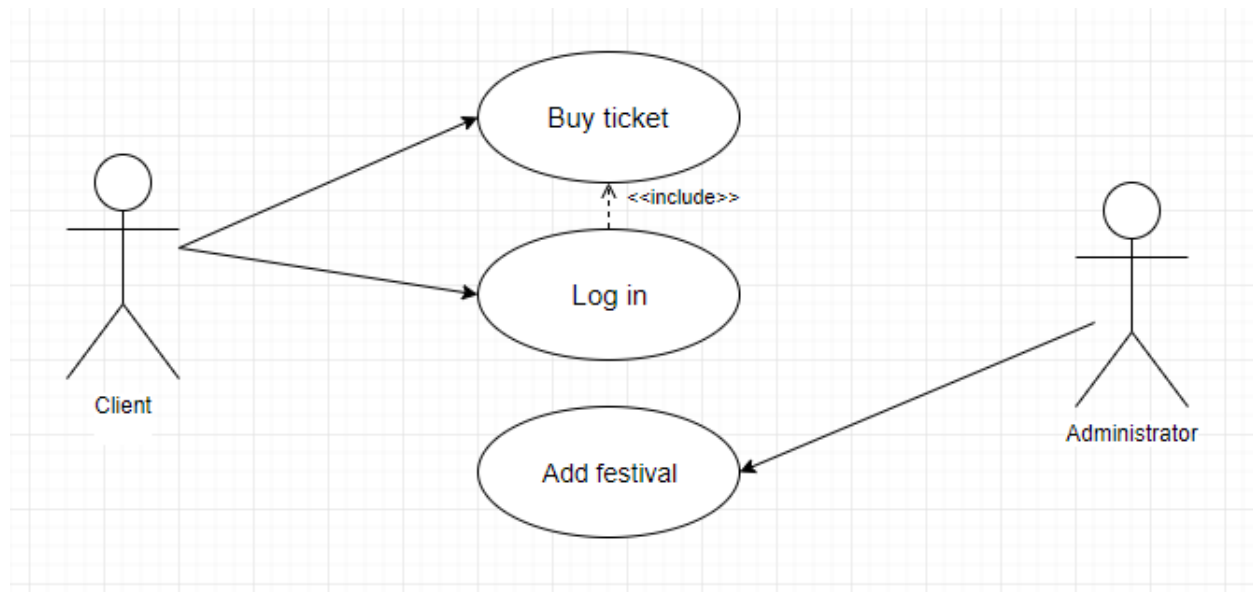 Buy ticket
<<include>>
Log in
Client
Administrator
Add festival